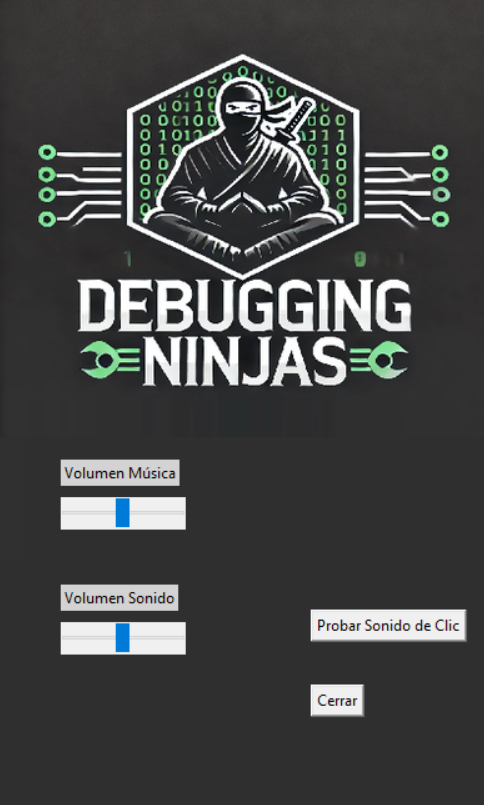 DEBUGGING
NINJAS
Volumen Música
Volumen Sonido
Probar Sonido de Clic
Cerrar